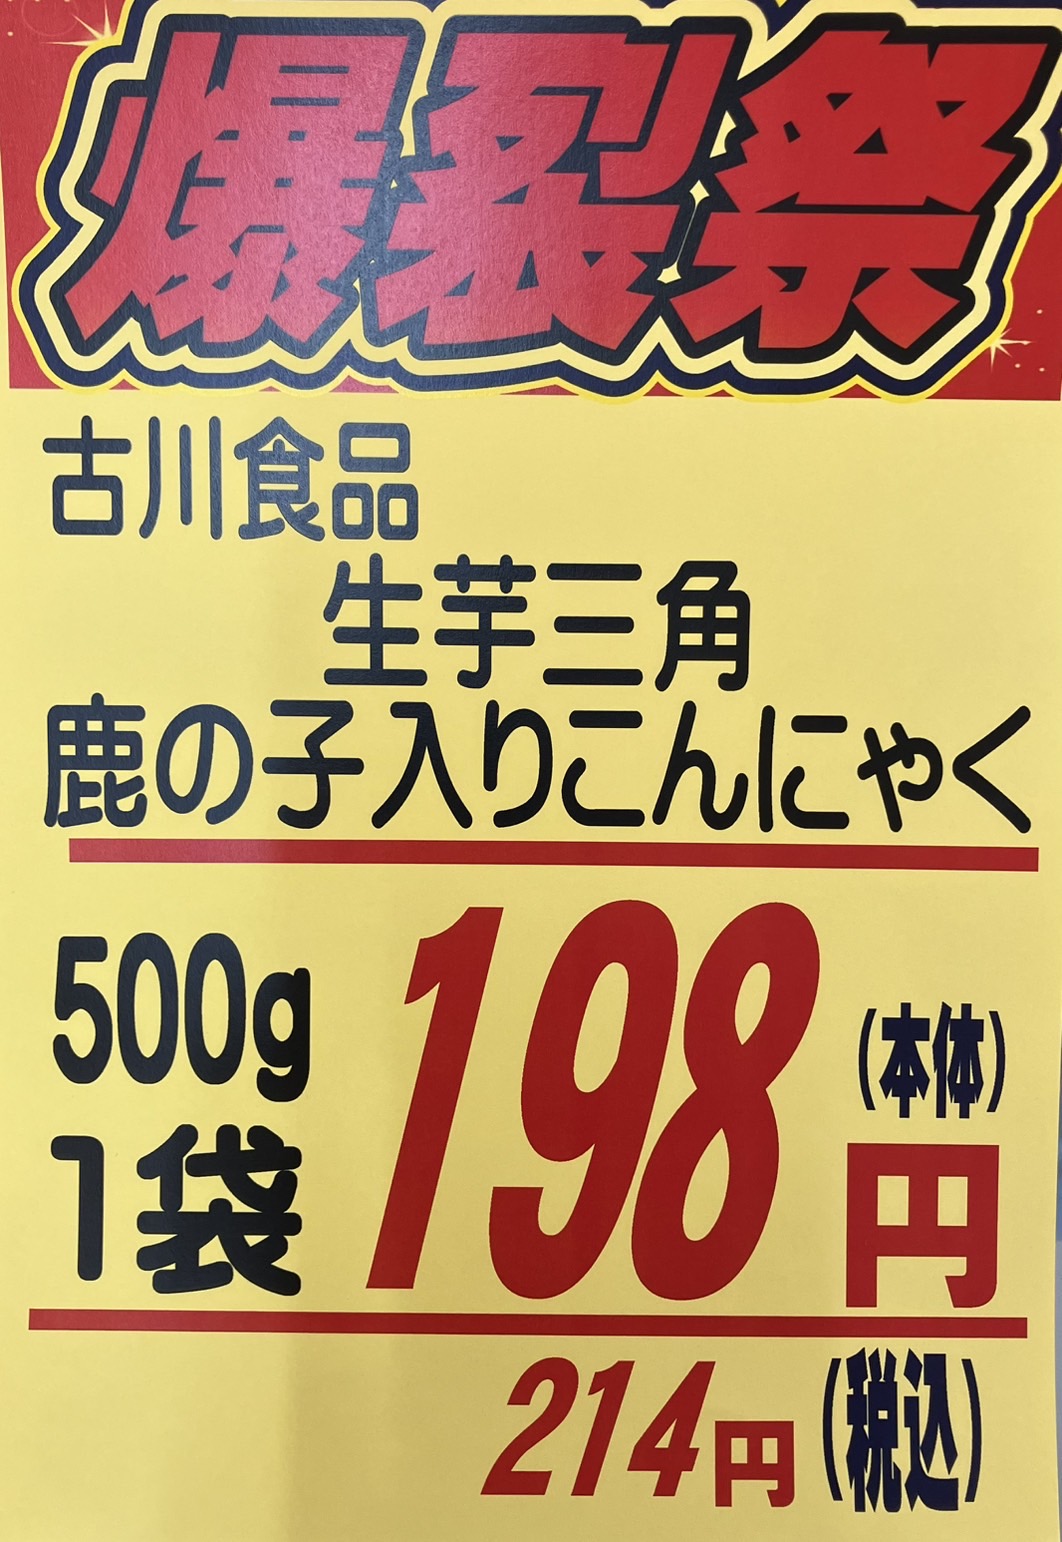 爆裂祭
古川食品
生芋三角
鹿の子入りこんにゃく
500g
1袋
198
(本体)
円
214円(税込)